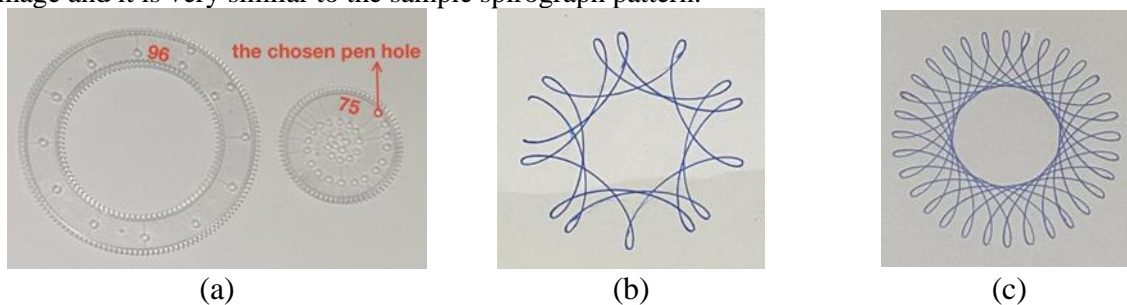 image and it is very similar to the sample spirograph pattern.
96
the chosen pen hole
75
(a)
(b)
(c)